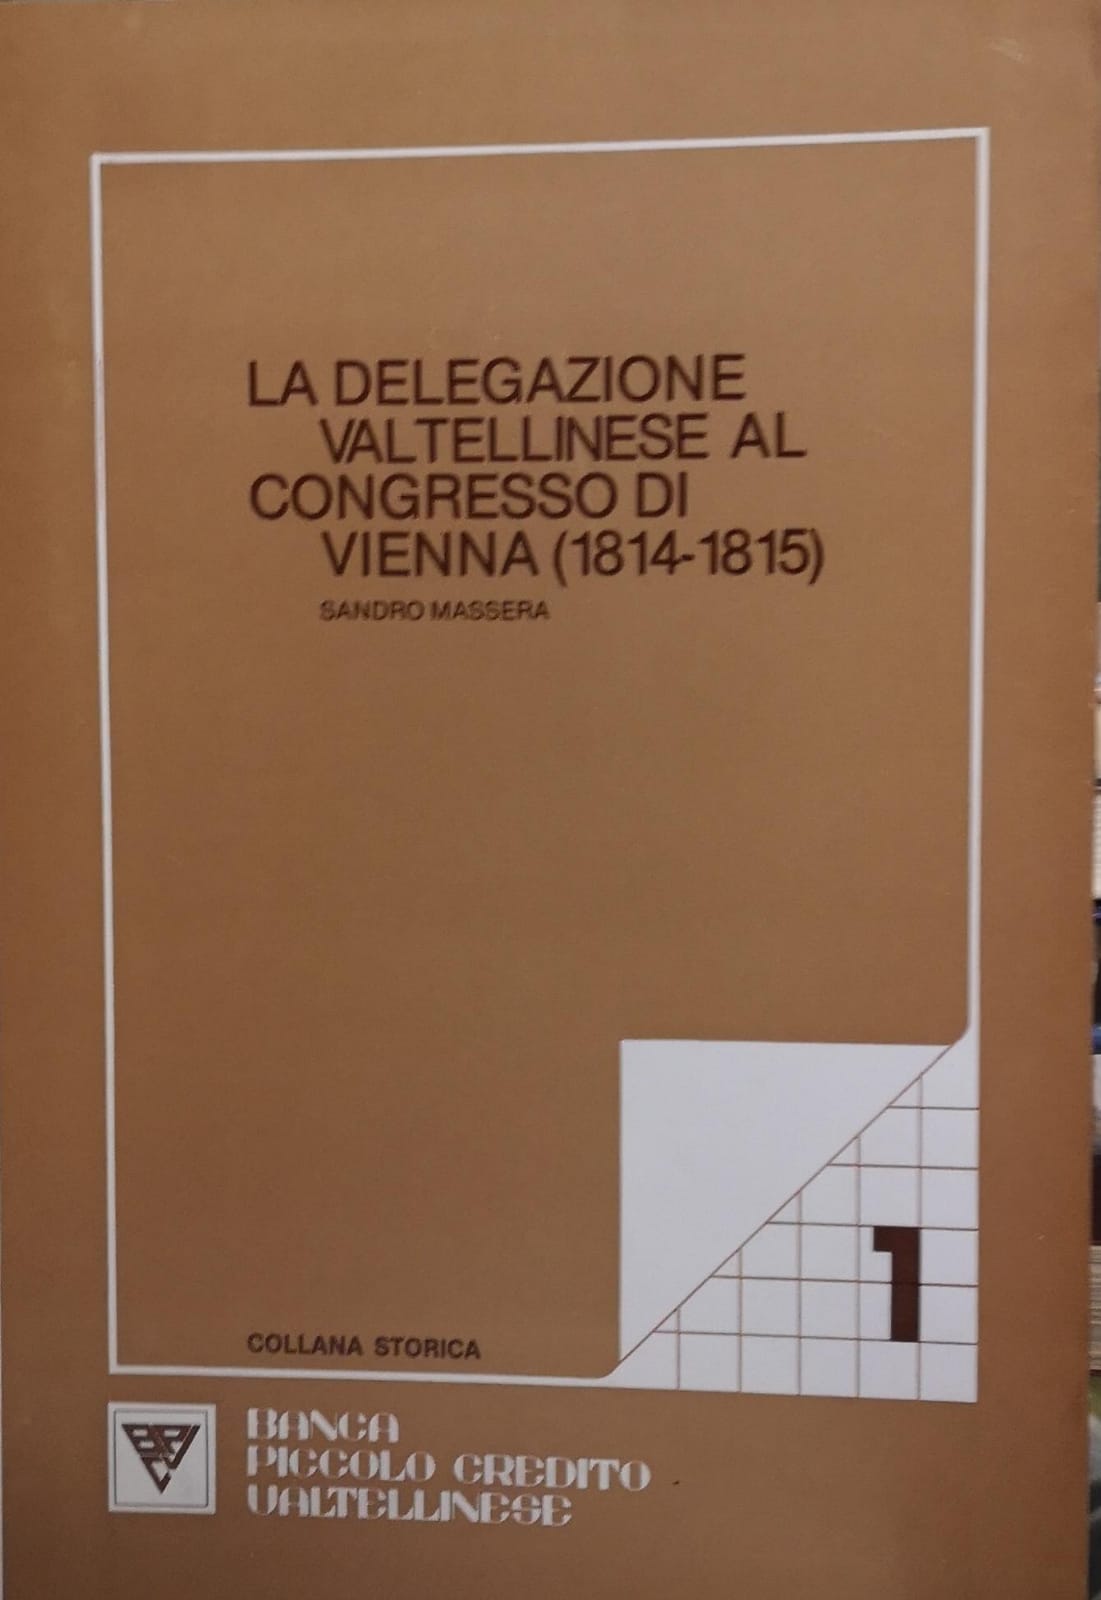 LA DELEGAZIONE
VALTELLINESE AL
CONGRESSO DI
VIENNA (1814-1815)
SANDRO MASSERA
1
COLLANA STORICA
BANCA
PICCOLO CREDITO
VALTELLINESE